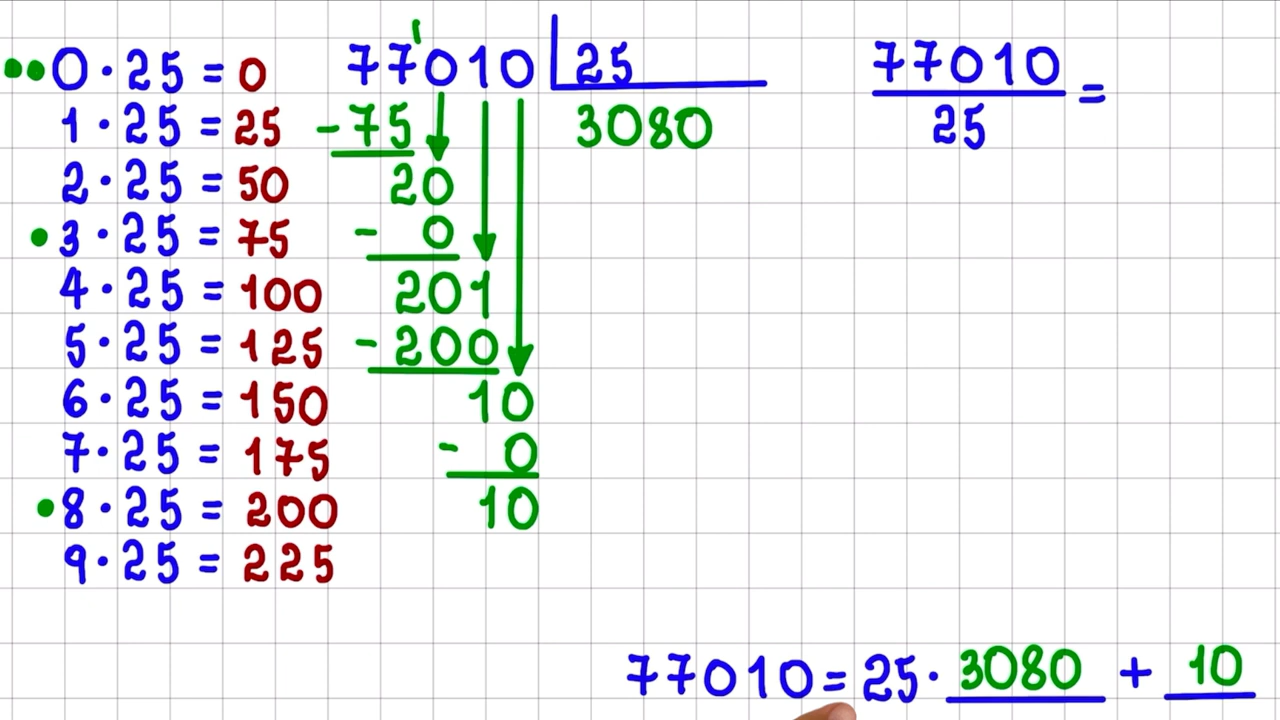 0 · 25 = 0
1 · 25 = 25
2 · 25 = 50
3 · 25 = 75
4 · 25 = 100
5 · 25 = 125
6 · 25 = 150
7 · 25 = 175
8 · 25 = 200
9 · 25 = 225
77010 25
- 75 3080
20
- 0
201
- 200
10
- 0
10
77010 =
25
77010 = 25 · 3080 + 10